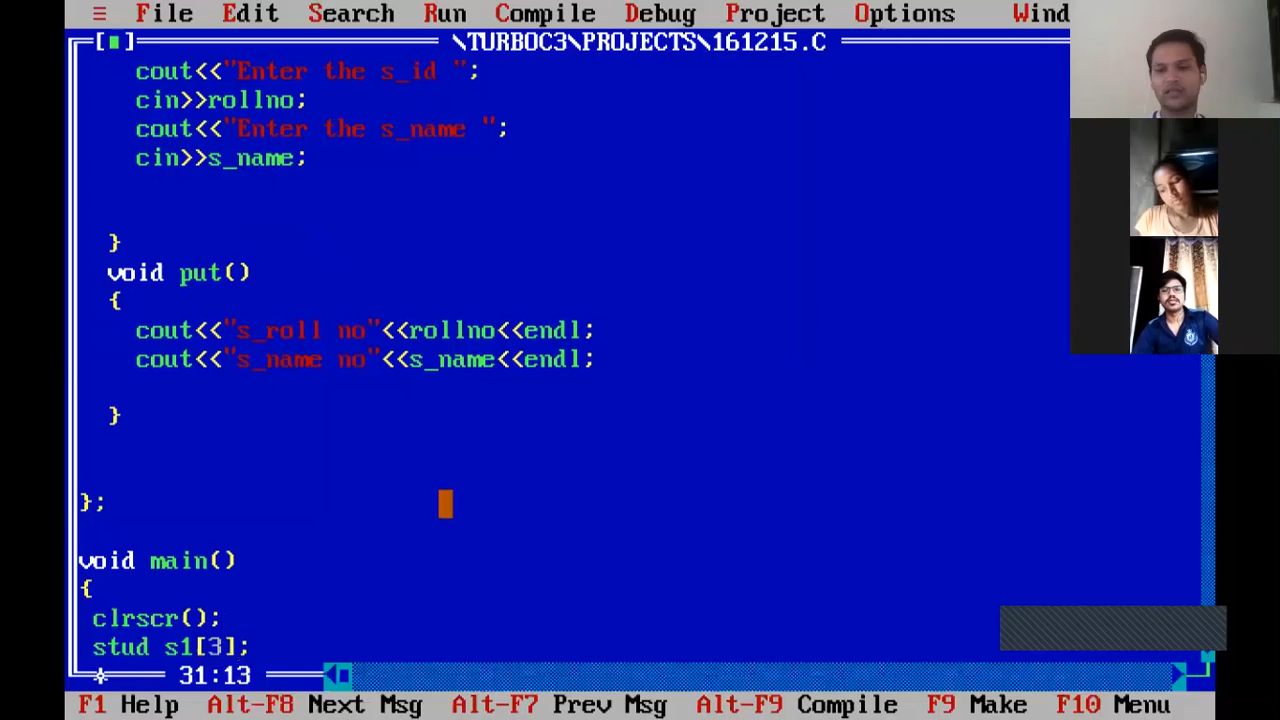 ≡ File Edit Search Run Compile Debug Project Options Wind
[■] \TURBOC3\PROJECTS\161215.C
cout<<"Enter the s_id ";
cin>>rollno;
cout<<"Enter the s_name ";
cin>>s_name;
}
void put()
{
cout<<"s_roll no"<<rollno<<endl;
cout<<"s_name no"<<s_name<<endl;
}
};
void main()
{
clrscr();
stud s1[3];
31:13
F1 Help Alt-F8 Next Msg Alt-F7 Prev Msg Alt-F9 Compile F9 Make F10 Menu